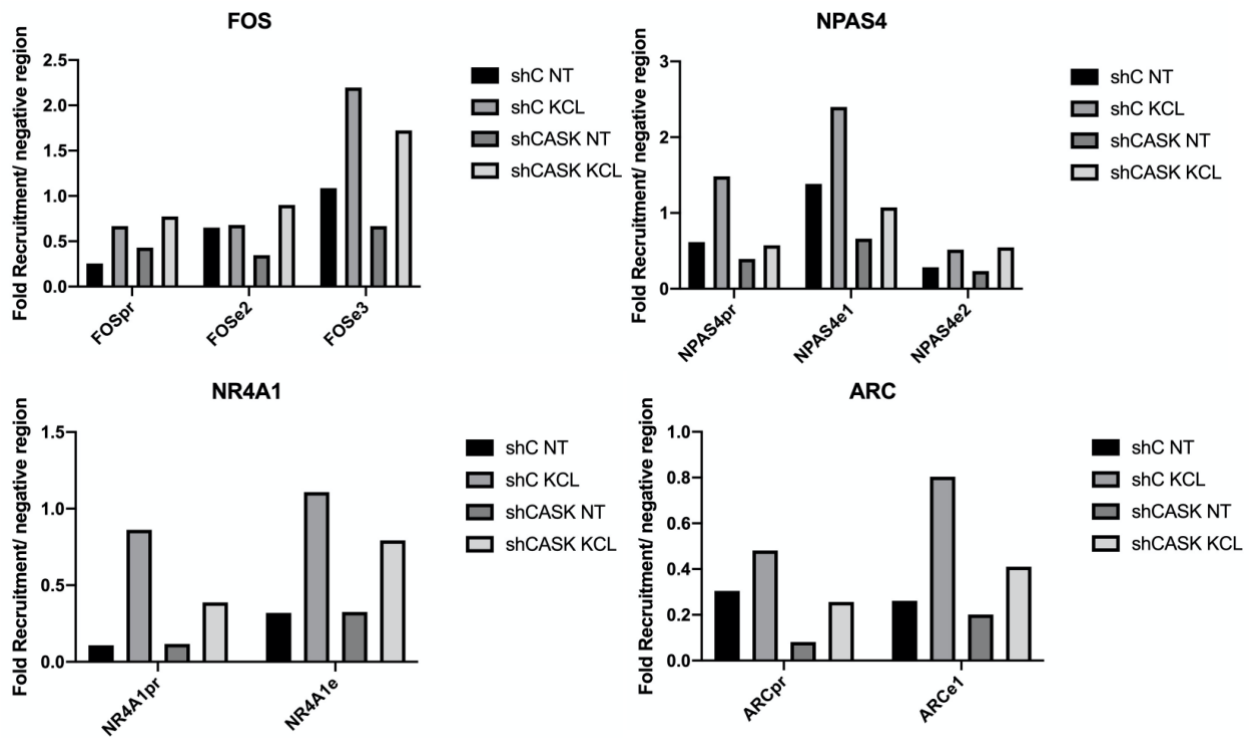 FOS
Fold Recruitment/ negative region
2.5
2.0
1.5
1.0
0.5
0.0
FOSpr
FOSe2
FOSe3
shC NT
shC KCL
shCASK NT
shCASK KCL
NPAS4
Fold Recruitment/ negative region
3
2
1
0
NPAS4pr
NPAS4e1
NPAS4e2
shC NT
shC KCL
shCASK NT
shCASK KCL
NR4A1
Fold Recruitment/ negative region
1.5
1.0
0.5
0.0
NR4A1pr
NR4A1e
shC NT
shC KCL
shCASK NT
shCASK KCL
ARC
Fold Recruitment/ negative region
1.0
0.8
0.6
0.4
0.2
0.0
ARCpr
ARCe1
shC NT
shC KCL
shCASK NT
shCASK KCL